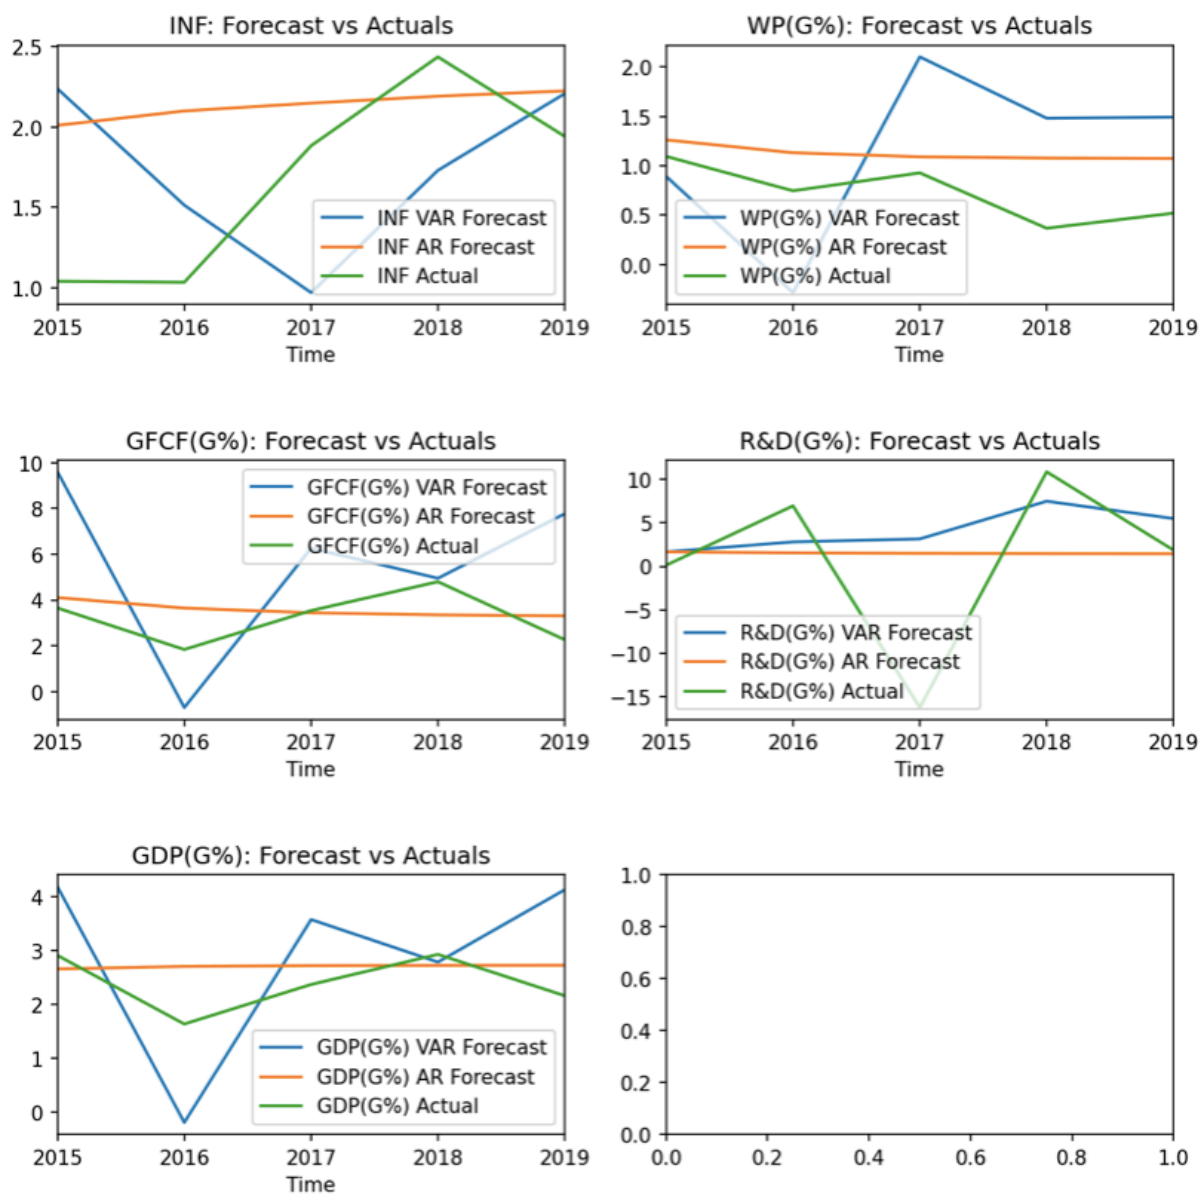 INF: Forecast vs Actuals
2.5
2.0
1.5
1.0
INF VAR Forecast
INF AR Forecast
INF Actual
2015 2016 2017 2018 2019
Time
WP(G%): Forecast vs Actuals
2.0
1.5
1.0
0.5
0.0
WP(G%) VAR Forecast
WP(G%) AR Forecast
WP(G%) Actual
2015 2016 2017 2018 2019
Time
GFCF(G%): Forecast vs Actuals
10
8
6
4
2
0
GFCF(G%) VAR Forecast
GFCF(G%) AR Forecast
GFCF(G%) Actual
2015 2016 2017 2018 2019
Time
R&D(G%): Forecast vs Actuals
10
5
0
−5
−10
−15
R&D(G%) VAR Forecast
R&D(G%) AR Forecast
R&D(G%) Actual
2015 2016 2017 2018 2019
Time
GDP(G%): Forecast vs Actuals
4
3
2
1
0
GDP(G%) VAR Forecast
GDP(G%) AR Forecast
GDP(G%) Actual
2015 2016 2017 2018 2019
Time
1.0
0.8
0.6
0.4
0.2
0.0
0.0 0.2 0.4 0.6 0.8 1.0